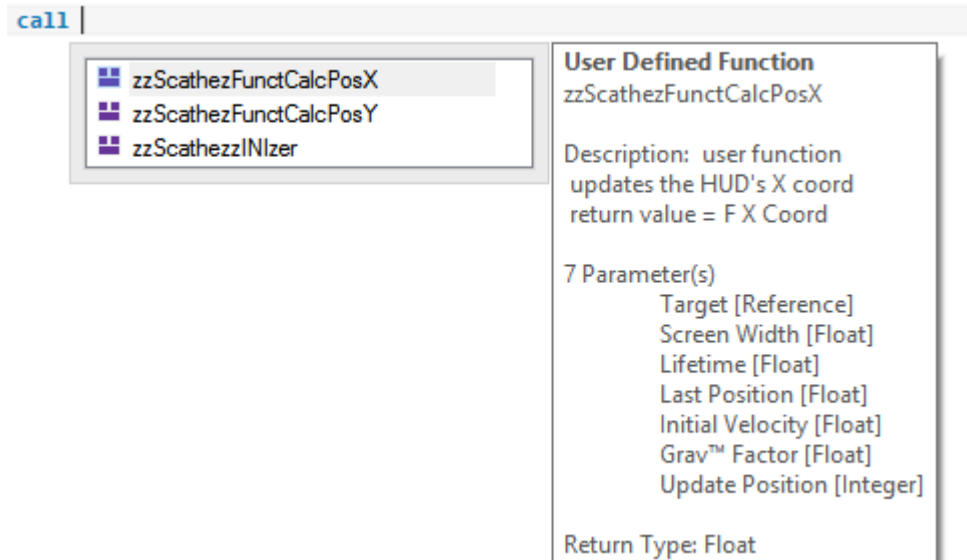 call
zzScathezFunctCalcPosX
zzScathezFunctCalcPosY
zzScathezzINIzer
User Defined Function
zzScathezFunctCalcPosX
Description: user function
updates the HUD's X coord
return value = F X Coord
7 Parameter(s)
Target [Reference]
Screen Width [Float]
Lifetime [Float]
Last Position [Float]
Initial Velocity [Float]
Grav™ Factor [Float]
Update Position [Integer]
Return Type: Float